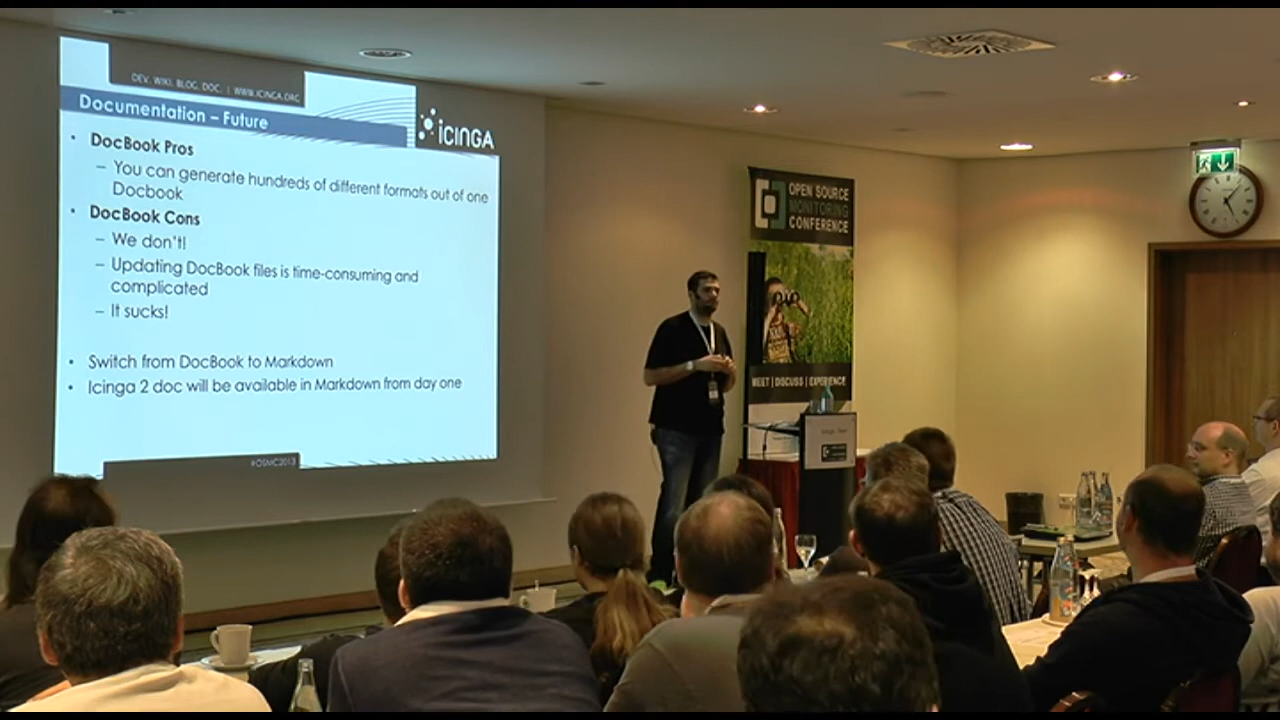 DEV. WIKI. BLOG. DOC. | WWW.ICINGA.ORG
Documentation – Future
ICINGA
• DocBook Pros
– You can generate hundreds of different formats out of one
Docbook
• DocBook Cons
– We don't!
– Updating DocBook files is time-consuming and
complicated
– It sucks!
• Switch from DocBook to Markdown
• Icinga 2 doc will be available in Markdown from day one
#OSMC2013
OPEN SOURCE
MONITORING
CONFERENCE
MEET | DISCUSS | EXPERIENCE